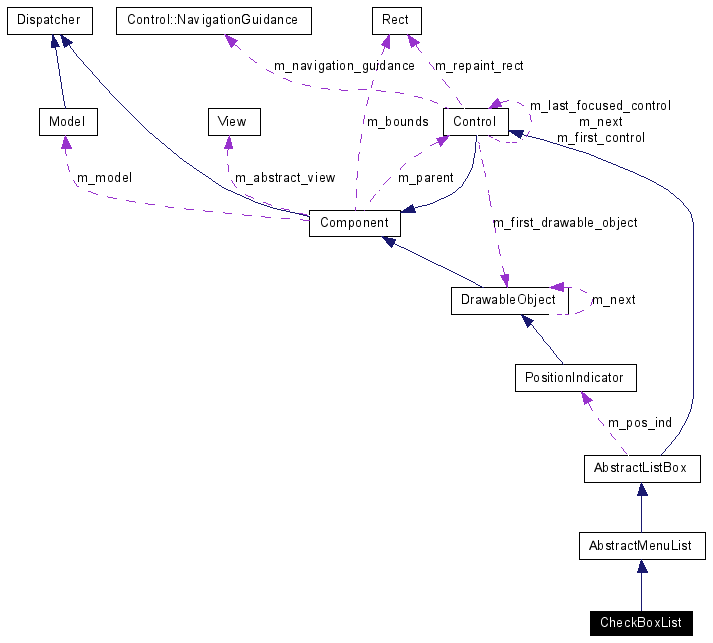 Dispatcher
Control::NavigationGuidance
Rect
m_navigation_guidance
m_repaint_rect
m_last_focused_control
m_next
m_first_control
Model
View
m_bounds
Control
m_model
m_abstract_view
m_parent
Component
m_first_drawable_object
DrawableObject
m_next
PositionIndicator
m_pos_ind
AbstractListBox
AbstractMenuList
CheckBoxList